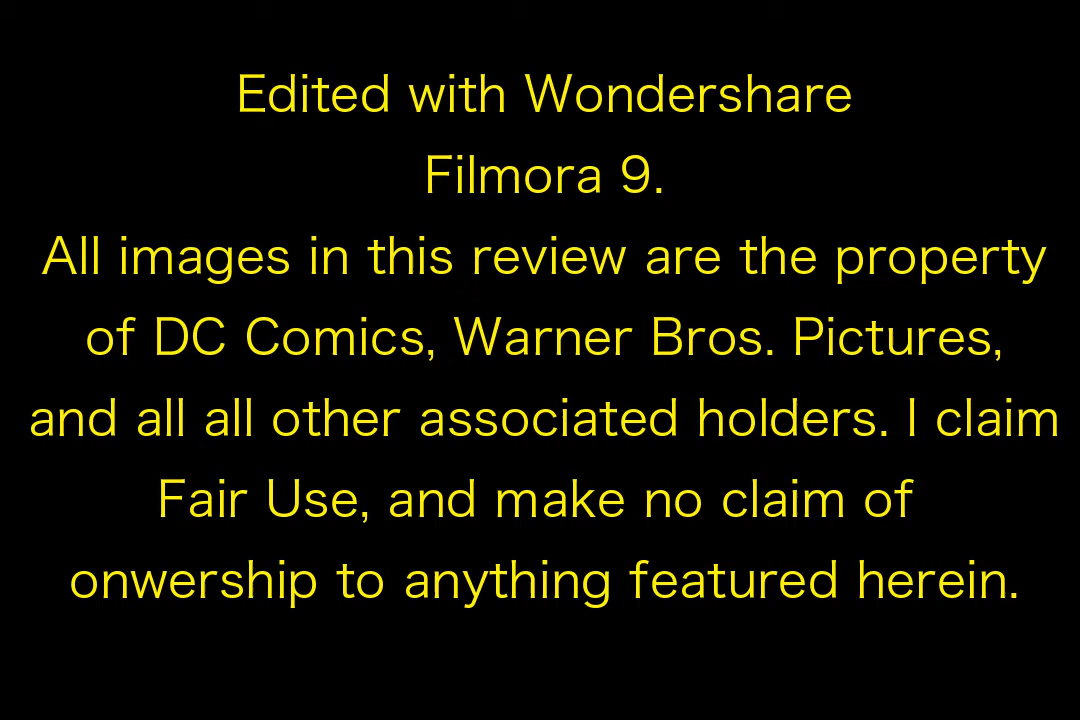 Edited with Wondershare
Filmora 9.
All images in this review are the property
of DC Comics, Warner Bros. Pictures,
and all all other associated holders. I claim
Fair Use, and make no claim of
onwership to anything featured herein.